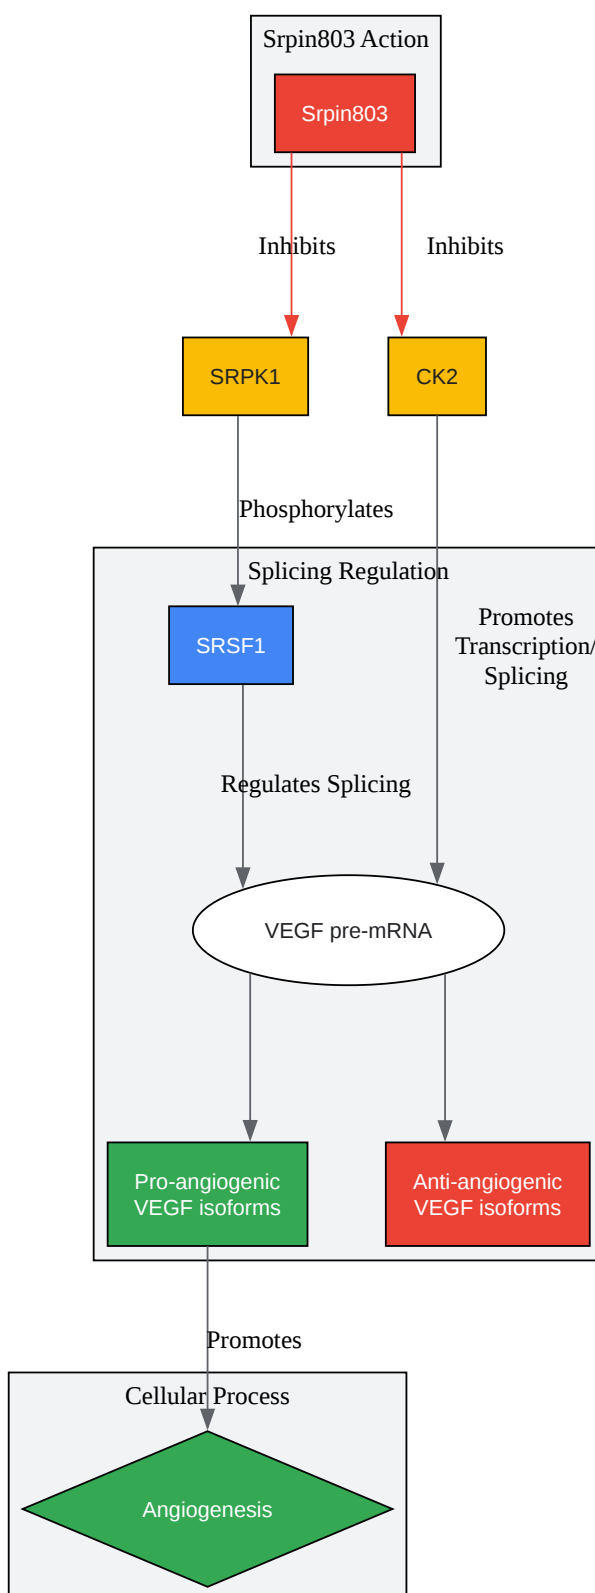 Srpin803 Action
Srpin803
Inhibits
Inhibits
SRPK1
CK2
Phosphorylates
Splicing Regulation
Promotes
Transcription/
Splicing
SRSF1
Regulates Splicing
VEGF pre-mRNA
Pro-angiogenic
VEGF isoforms
Anti-angiogenic
VEGF isoforms
Promotes
Cellular Process
Angiogenesis